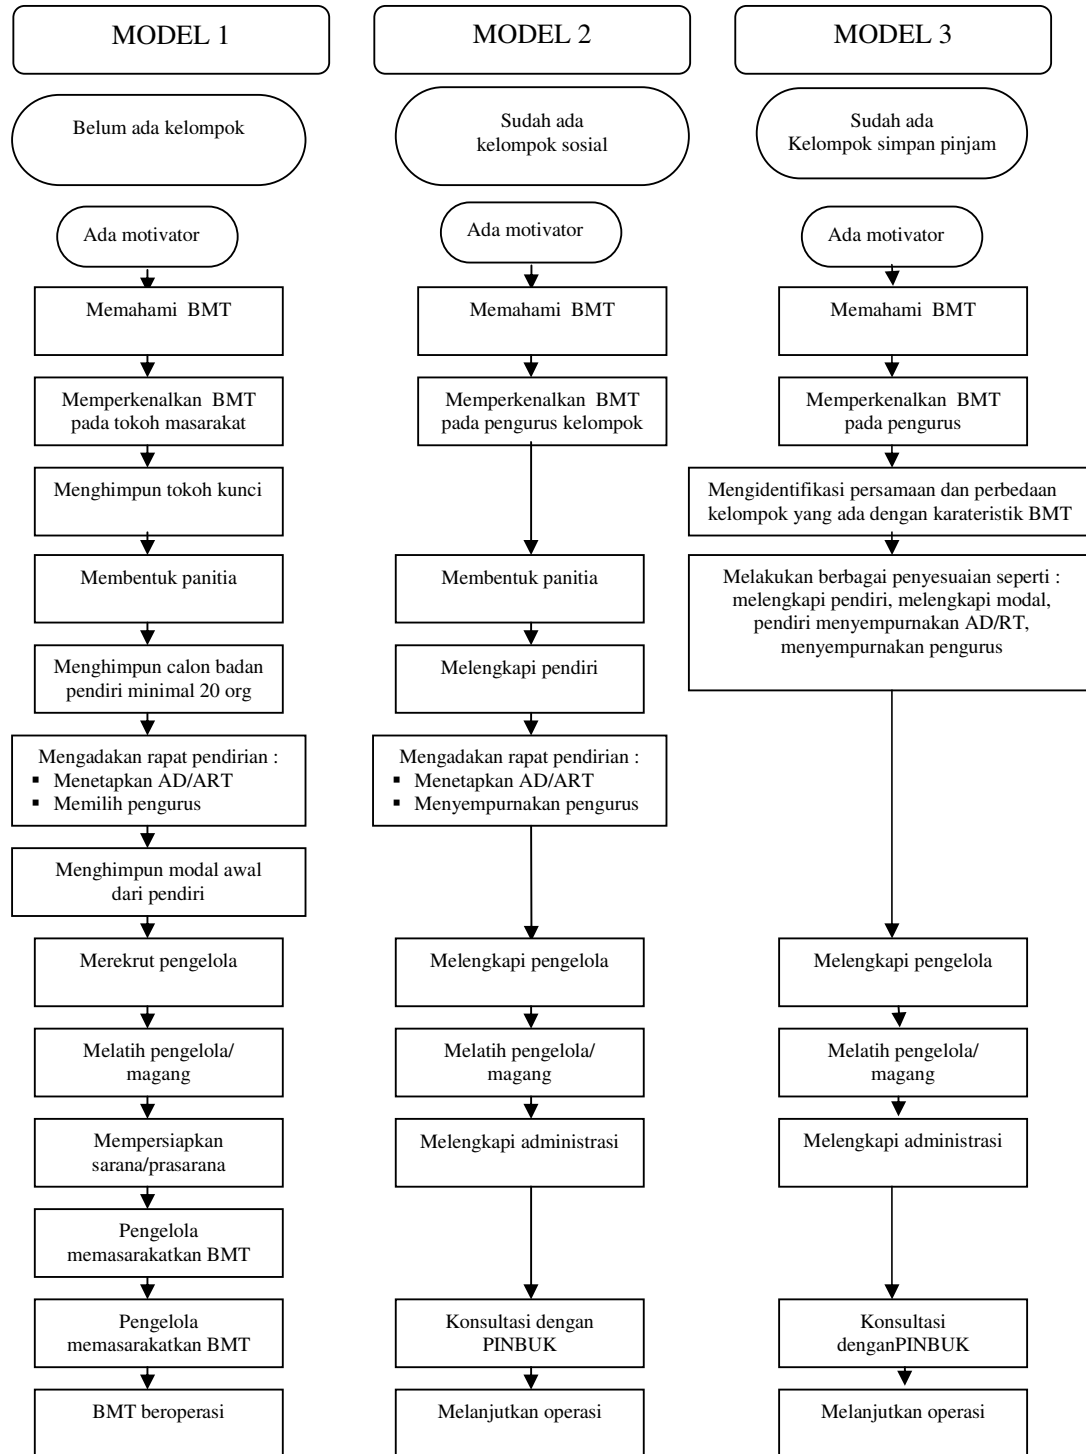 MODEL 1
Belum ada kelompok
Ada motivator
Memahami BMT
Memperkenalkan BMT
pada tokoh masarakat
Menghimpun tokoh kunci
Membentuk panitia
Menghimpun calon badan
pendiri minimal 20 org
Mengadakan rapat pendirian :
▪ Menetapkan AD/ART
▪ Memilih pengurus
Menghimpun modal awal
dari pendiri
Merekrut pengelola
Melatih pengelola/
magang
Mempersiapkan
sarana/prasarana
Pengelola
memasarakatkan BMT
Pengelola
memasarakatkan BMT
BMT beroperasi
MODEL 2
Sudah ada
kelompok sosial
Ada motivator
Memahami BMT
Memperkenalkan BMT
pada pengurus kelompok
Membentuk panitia
Melengkapi pendiri
Mengadakan rapat pendirian :
▪ Menetapkan AD/ART
▪ Menyempurnakan pengurus
Melengkapi pengelola
Melatih pengelola/
magang
Melengkapi administrasi
Konsultasi dengan
PINBUK
Melanjutkan operasi
MODEL 3
Sudah ada
Kelompok simpan pinjam
Ada motivator
Memahami BMT
Memperkenalkan BMT
pada pengurus
Mengidentifikasi persamaan dan perbedaan
kelompok yang ada dengan karateristik BMT
Melakukan berbagai penyesuaian seperti :
melengkapi pendiri, melengkapi modal,
pendiri menyempurnakan AD/RT,
menyempurnakan pengurus
Melengkapi pengelola
Melatih pengelola/
magang
Melengkapi administrasi
Konsultasi
denganPINBUK
Melanjutkan operasi